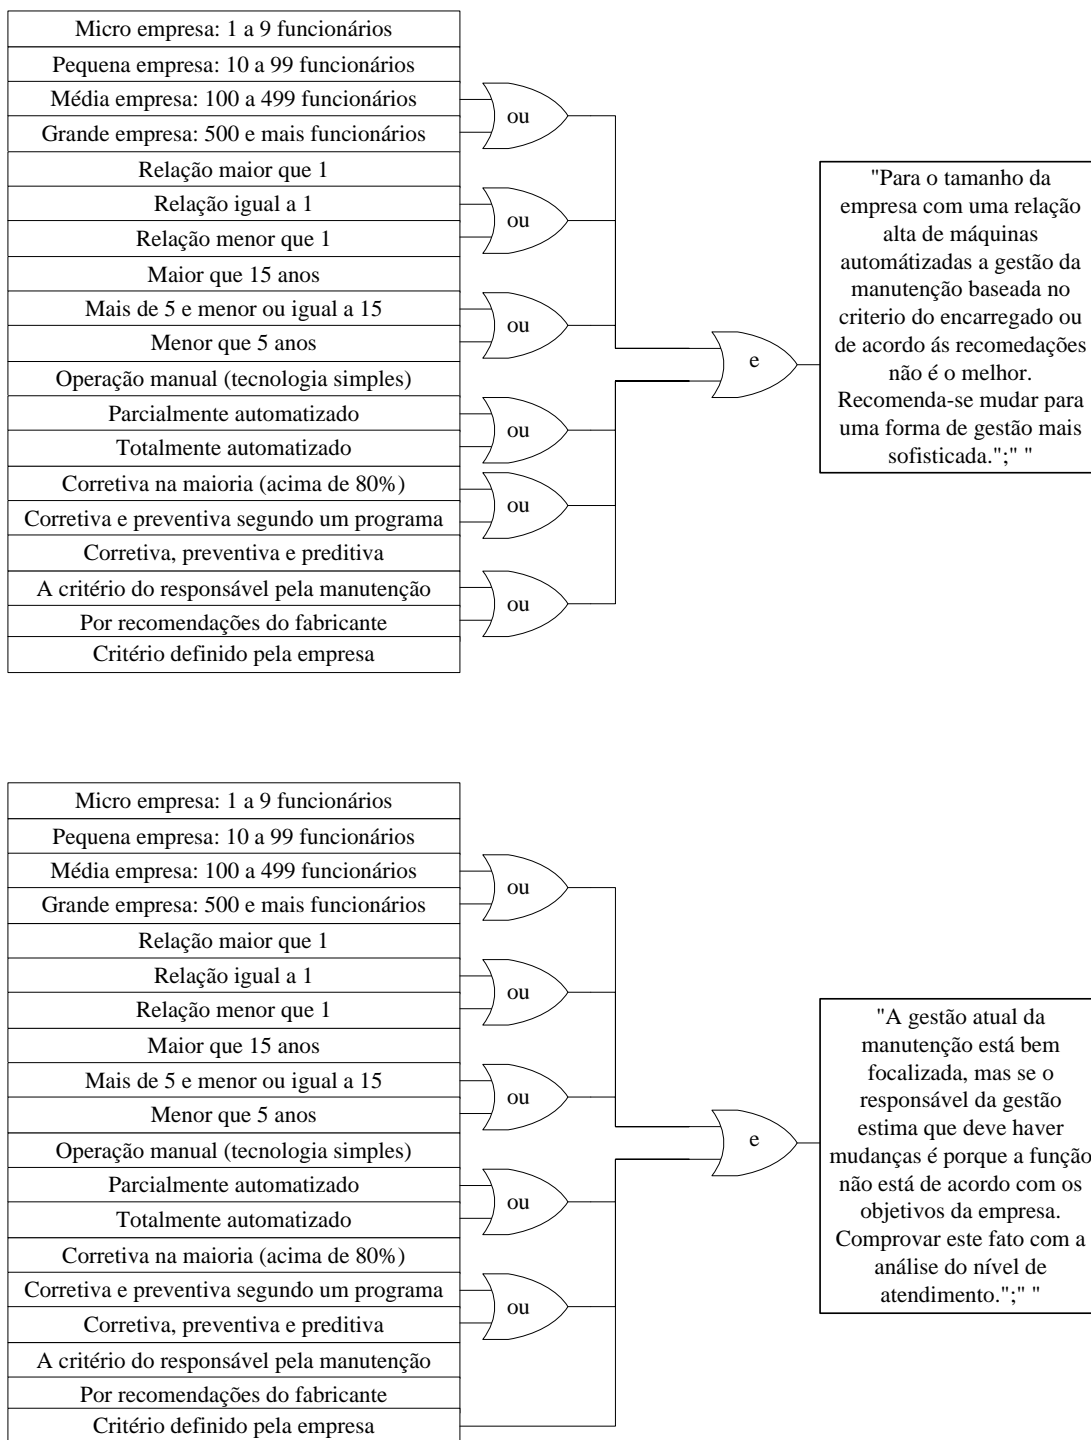 Micro empresa: 1 a 9 funcionários
Pequena empresa: 10 a 99 funcionários
Média empresa: 100 a 499 funcionários
Grande empresa: 500 e mais funcionários
Relação maior que 1
Relação igual a 1
Relação menor que 1
Maior que 15 anos
Mais de 5 e menor ou igual a 15
Menor que 5 anos
Operação manual (tecnologia simples)
Parcialmente automatizado
Totalmente automatizado
Corretiva na maioria (acima de 80%)
Corretiva e preventiva segundo um programa
Corretiva, preventiva e preditiva
A critério do responsável pela manutenção
Por recomendações do fabricante
Critério definido pela empresa
ou
ou
ou
ou
ou
ou
e
"Para o tamanho da
empresa com uma relação
alta de máquinas
automátizadas a gestão da
manutenção baseada no
criterio do encarregado ou
de acordo ás recomedações
não é o melhor.
Recomenda-se mudar para
uma forma de gestão mais
sofisticada.";" "
Micro empresa: 1 a 9 funcionários
Pequena empresa: 10 a 99 funcionários
Média empresa: 100 a 499 funcionários
Grande empresa: 500 e mais funcionários
Relação maior que 1
Relação igual a 1
Relação menor que 1
Maior que 15 anos
Mais de 5 e menor ou igual a 15
Menor que 5 anos
Operação manual (tecnologia simples)
Parcialmente automatizado
Totalmente automatizado
Corretiva na maioria (acima de 80%)
Corretiva e preventiva segundo um programa
Corretiva, preventiva e preditiva
A critério do responsável pela manutenção
Por recomendações do fabricante
Critério definido pela empresa
ou
ou
ou
ou
ou
e
"A gestão atual da
manutenção está bem
focalizada, mas se o
responsável da gestão
estima que deve haver
mudanças é porque a função
não está de acordo com os
objetivos da empresa.
Comprovar este fato com a
análise do nível de
atendimento.";" "